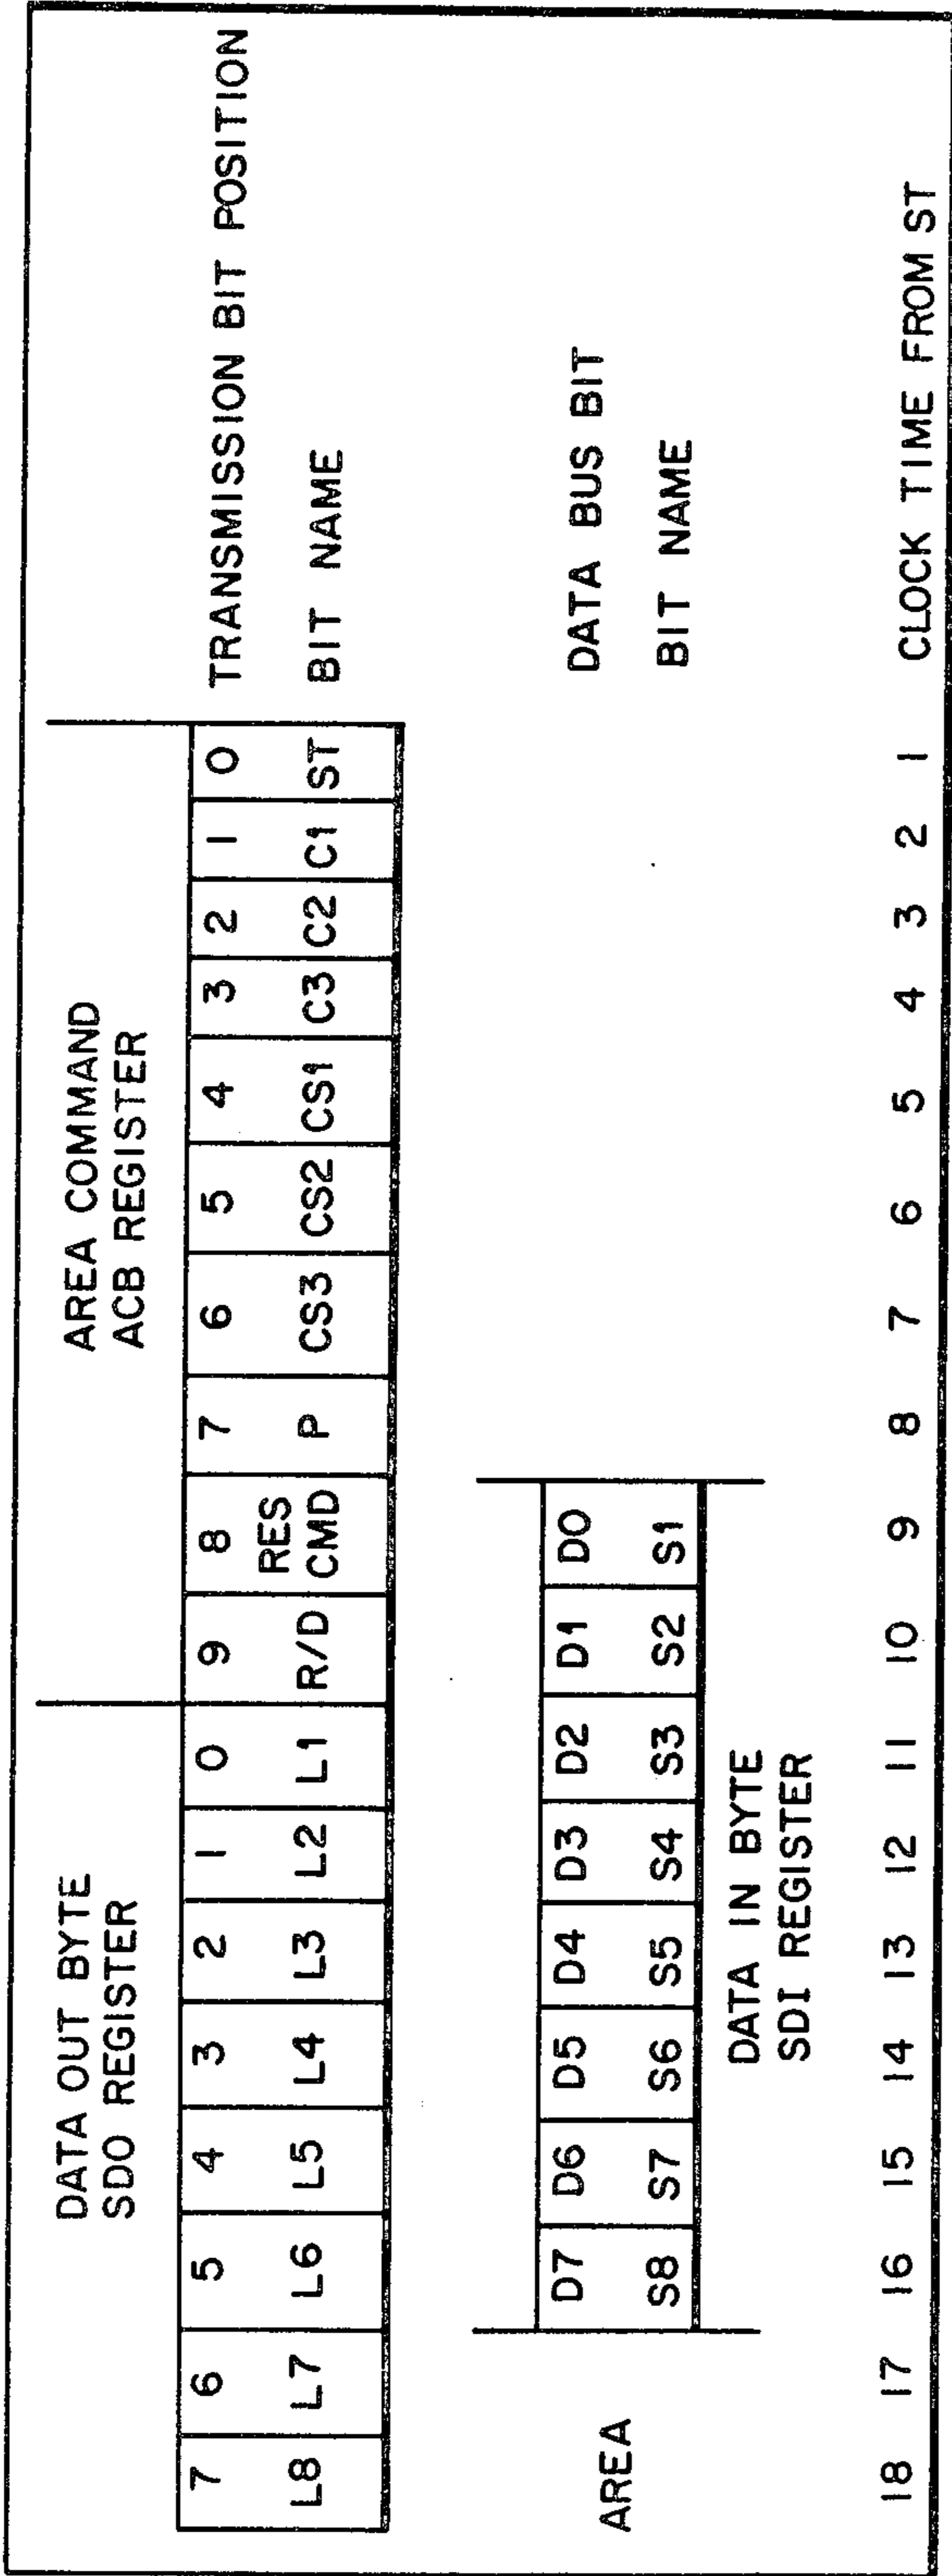 DATA OUT BYTE
SDO REGISTER
AREA COMMAND
ACB REGISTER
7 6 5 4 3 2 1 0 9 8 7 6 5 4 3 2 1 0 TRANSMISSION BIT POSITION
L8 L7 L6 L5 L4 L3 L2 L1 R/D RES CMD P CS3 CS2 CS1 C3 C2 C1 ST BIT NAME
AREA
D7 D6 D5 D4 D3 D2 D1 D0 DATA BUS BIT
S8 S7 S6 S5 S4 S3 S2 S1 BIT NAME
DATA IN BYTE
SDI REGISTER
18 17 16 15 14 13 12 11 10 9 8 7 6 5 4 3 2 1 CLOCK TIME FROM ST